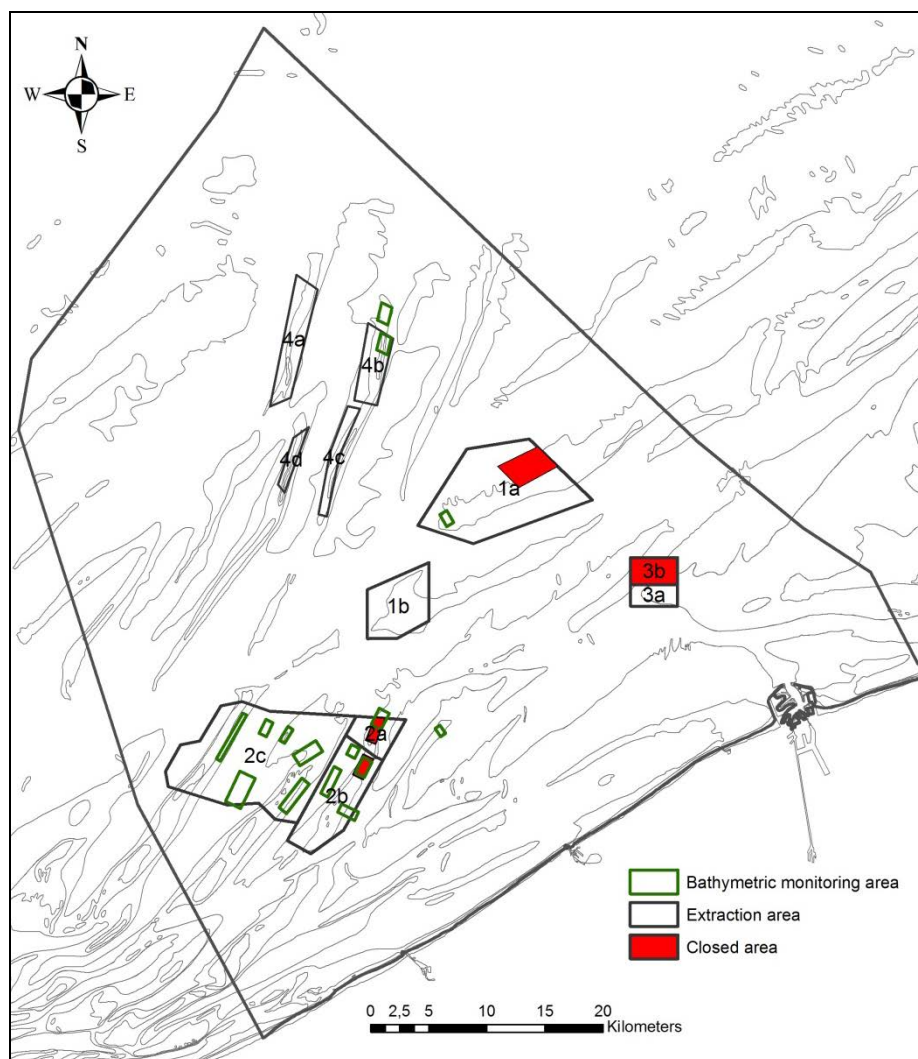 N
W E
S
4a
4b
4d
4c
1a
3b
3a
1b
2a
2c
2b
Bathymetric monitoring area
Extraction area
Closed area
0 2,5 5 10 15 20
Kilometers